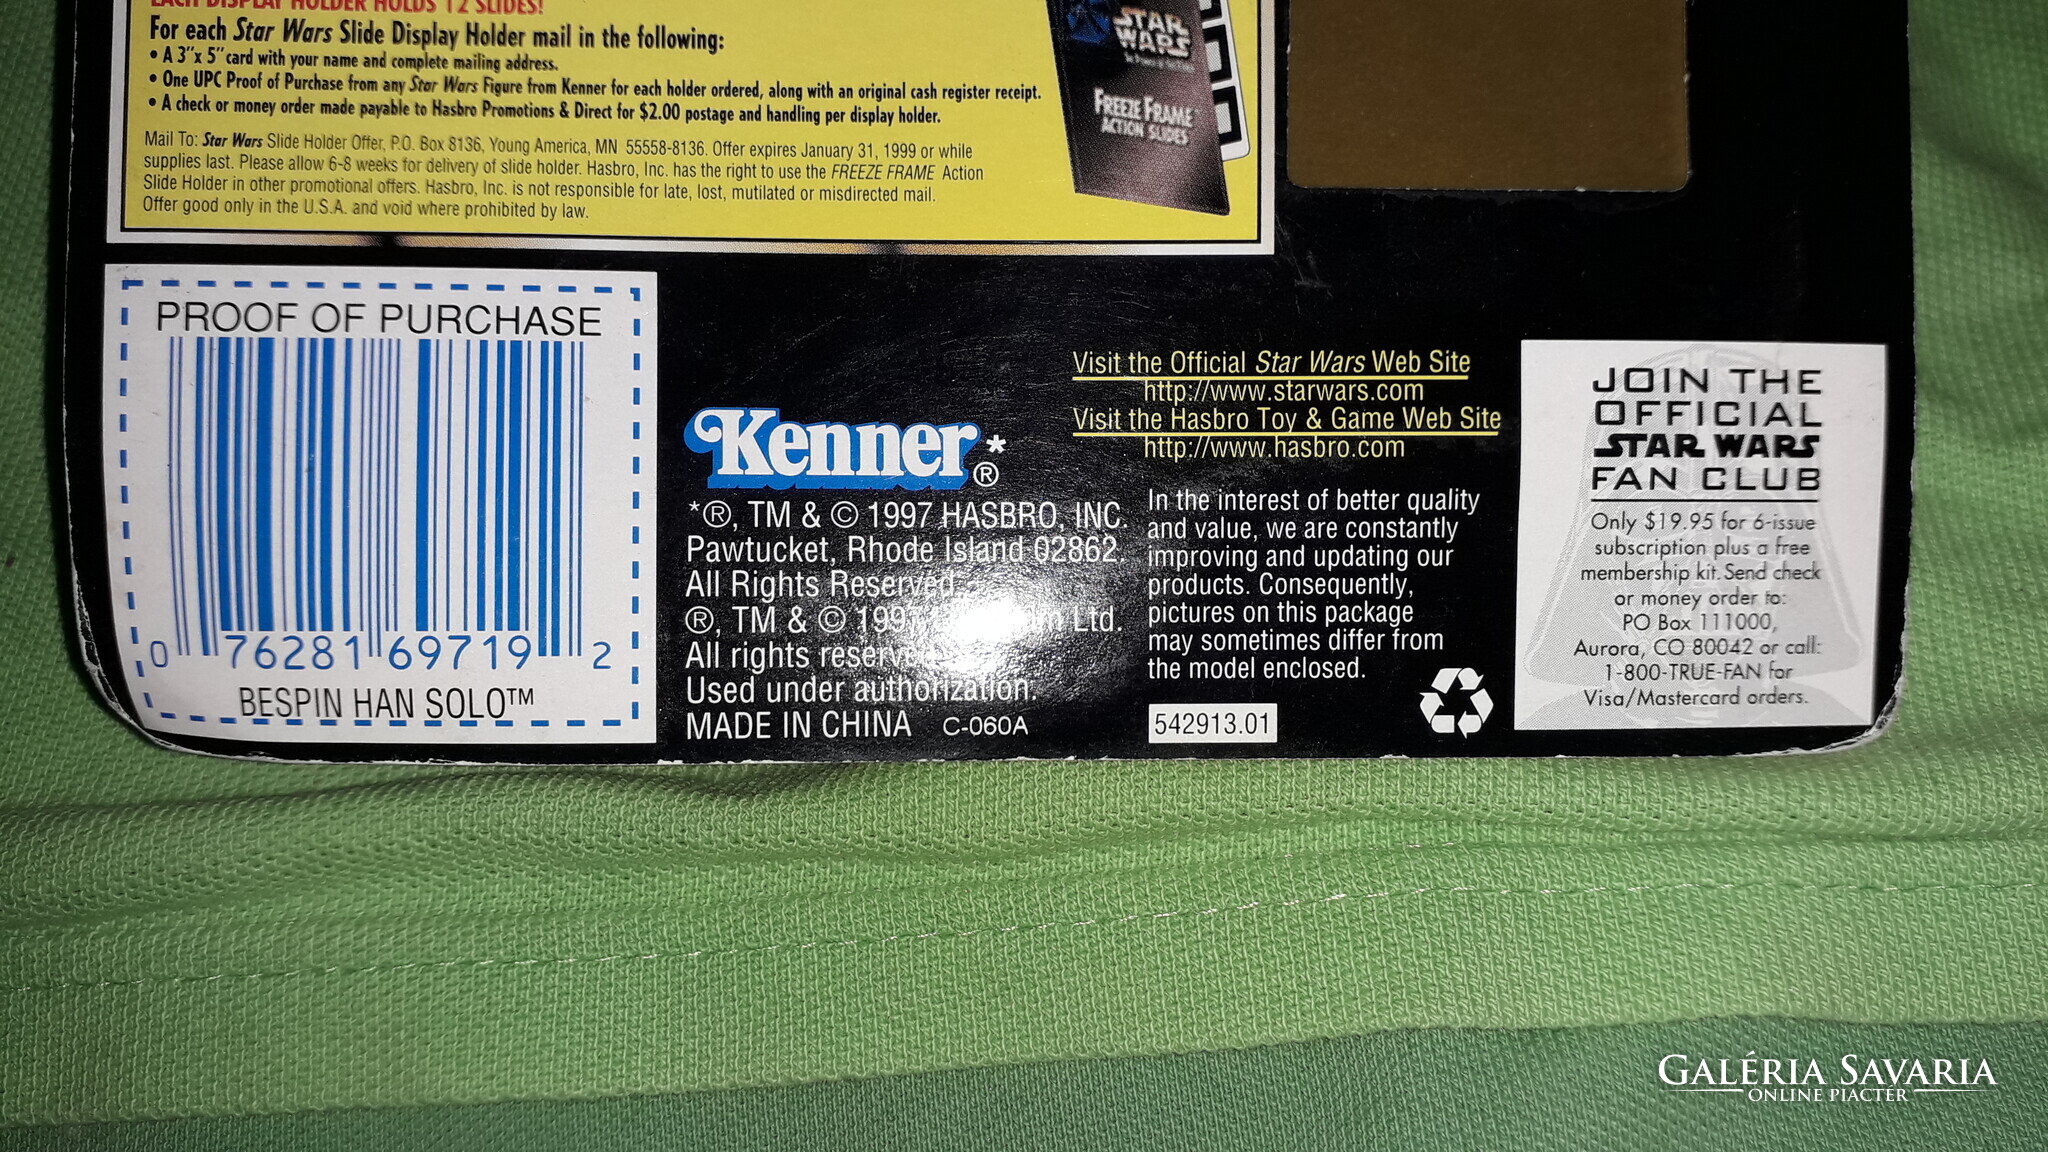 EACH DISPLAY HOLDER HOLDS 12 SLIDES!
For each Star Wars Slide Display Holder mail in the following:
• A 3"x 5" card with your name and complete mailing address.
• One UPC Proof of Purchase from any Star Wars Figure from Kenner for each holder ordered, along with an original cash register receipt.
• A check or money order made payable to Hasbro Promotions & Direct for $2.00 postage and handling per display holder.
Mail To: Star Wars Slide Holder Offer, P.O. Box 8136, Young America, MN 55558-8136. Offer expires January 31, 1999 or while
supplies last. Please allow 6-8 weeks for delivery of slide holder. Hasbro, Inc. has the right to use the FREEZE FRAME Action
Slide Holder in other promotional offers. Hasbro, Inc. is not responsible for late, lost, mutilated or misdirected mail.
Offer good only in the U.S.A. and void where prohibited by law.
STAR
WARS
FREEZE FRAME
ACTION SLIDES
PROOF OF PURCHASE
0 76281 69719 2
BESPIN HAN SOLO™
Kenner®*
*®, TM & © 1997 HASBRO, INC.
Pawtucket, Rhode Island 02862.
All Rights Reserved.
®, TM & © Ltd.
All rights reserved.
Used under authorization.
MADE IN CHINA C-060A
Visit the Official Star Wars Web Site
http://www.starwars.com
Visit the Hasbro Toy & Game Web Site
http://www.hasbro.com
In the interest of better quality
and value, we are constantly
improving and updating our
products. Consequently,
pictures on this package
may sometimes differ from
the model enclosed.
542913.01
JOIN THE
OFFICIAL
STAR WARS
FAN CLUB
Only $19.95 for 6-issue
subscription plus a free
membership kit. Send check
or money order to:
PO Box 111000,
Aurora, CO 80042 or call:
1-800-TRUE-FAN for
Visa/Mastercard orders.
GALÉRIA SAVARIA
ONLINE PIACTÉR